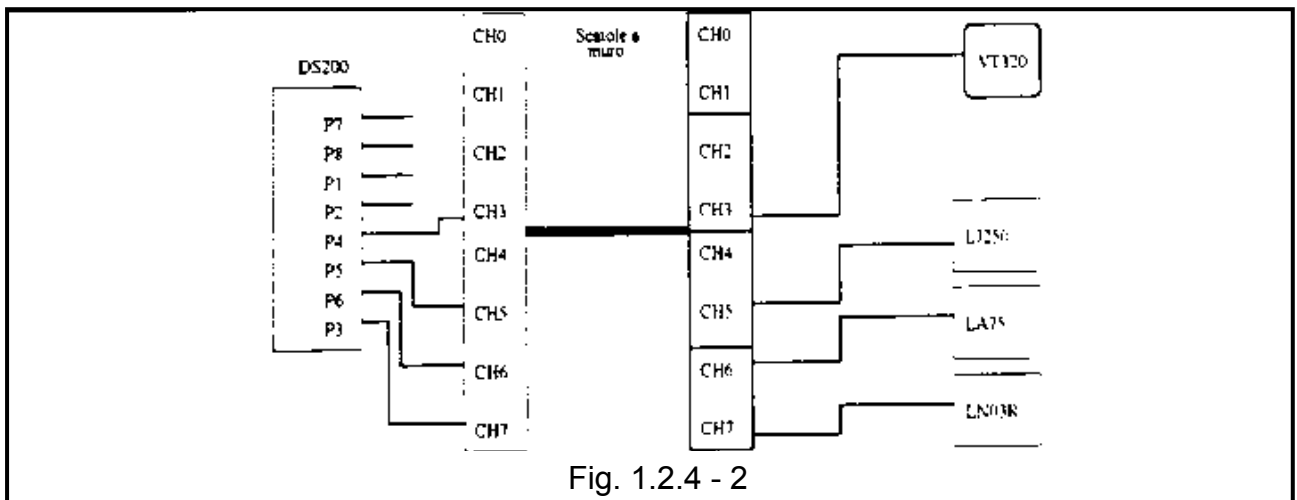 DS200
P7
P8
P1
P2
P4
P5
P6
P3
CH0
CH1
CH2
CH3
CH4
CH5
CH6
CH7
Scatole a
muro
CH0
CH1
CH2
CH3
CH4
CH5
CH6
CH7
VT320
LJ250
LA75
LN03R
Fig. 1.2.4 - 2